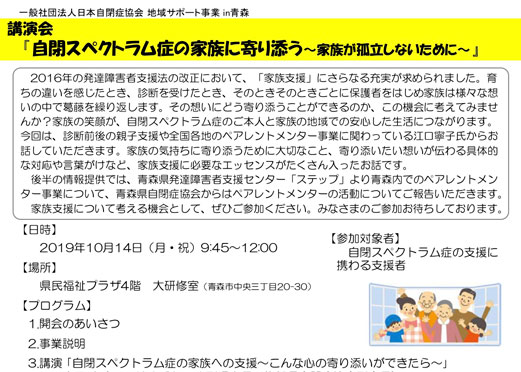 一般社団法人日本自閉症協会 地域サポート事業 in青森
講演会
『自閉スペクトラム症の家族に寄り添う～家族が孤立しないために～』
2016年の発達障害者支援法の改正において、「家族支援」にさらなる充実が求められました。育
ちの違いを感じたとき、診断を受けたとき、そのときそのときごとに保護者をはじめ家族は様々な想
いの中で葛藤を繰り返します。その想いにどう寄り添うことができるのか、この機会に考えてみませ
んか？家族の笑顔が、自閉スペクトラム症のご本人と家族の地域での安心した生活につながります。
今回は、診断前後の親子支援や全国各地のペアレントメンター事業に関わっている江口寧子氏からお
話していただきます。家族の気持ちに寄り添うために大切なこと、寄り添いたい想いが伝わる具体的
な対応や言葉がけなど、家族支援に必要なエッセンスがたくさん入ったお話です。
後半の情報提供では、青森県発達障害者支援センター「ステップ」より青森県内でのペアレントメン
ター事業について、青森県自閉症協会からはペアレントメンターの活動についてご報告いただきます。
家族支援について考える機会として、ぜひご参加ください。みなさまのご参加お待ちしております。
【日時】
2019年10月14日（月・祝）9:45～12:00
【場所】
県民福祉プラザ4階 大研修室（青森市中央三丁目20-30）
【プログラム】
1.開会のあいさつ
2.事業説明
3.講演「自閉スペクトラム症の家族への支援～こんな心の寄り添いができたら～」
【参加対象者】
自閉スペクトラム症の支援に
携わる支援者